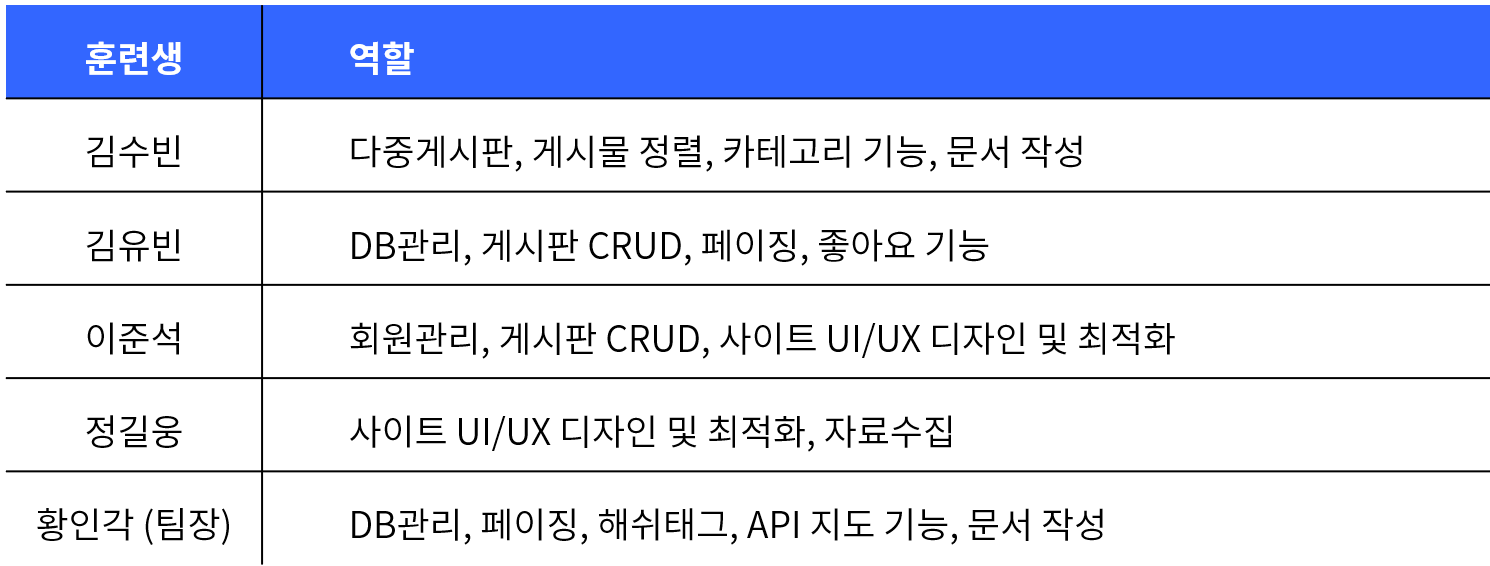 훈련생 역할
김수빈 다중게시판, 게시물 정렬, 카테고리 기능, 문서 작성
김유빈 DB관리, 게시판 CRUD, 페이징, 좋아요 기능
이준석 회원관리, 게시판 CRUD, 사이트 UI/UX 디자인 및 최적화
정길웅 사이트 UI/UX 디자인 및 최적화, 자료수집
황인각 (팀장) DB관리, 페이징, 해쉬태그, API 지도 기능, 문서 작성